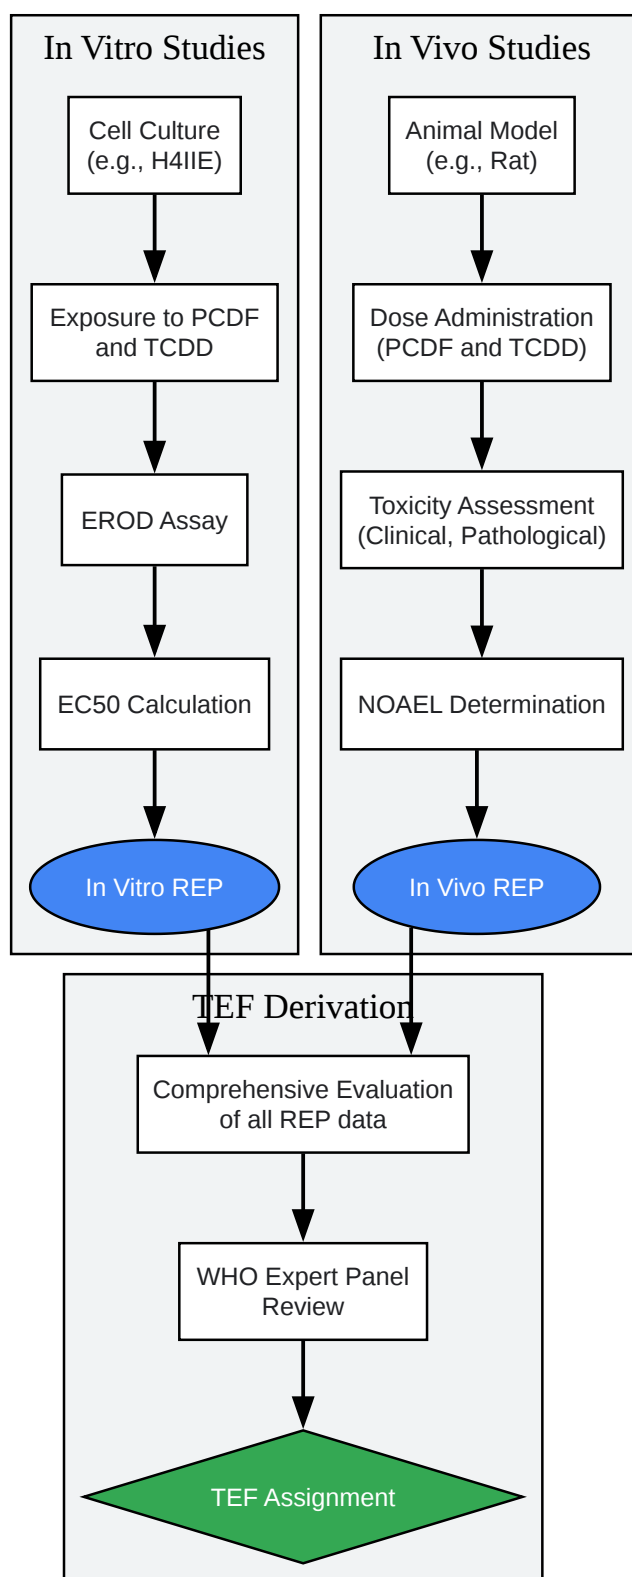 In Vitro Studies
Cell Culture
(e.g., H4IIE)
Exposure to PCDF
and TCDD
EROD Assay
EC50 Calculation
In Vitro REP
In Vivo Studies
Animal Model
(e.g., Rat)
Dose Administration
(PCDF and TCDD)
Toxicity Assessment
(Clinical, Pathological)
NOAEL Determination
In Vivo REP
TEF Derivation
Comprehensive Evaluation
of all REP data
WHO Expert Panel
Review
TEF Assignment